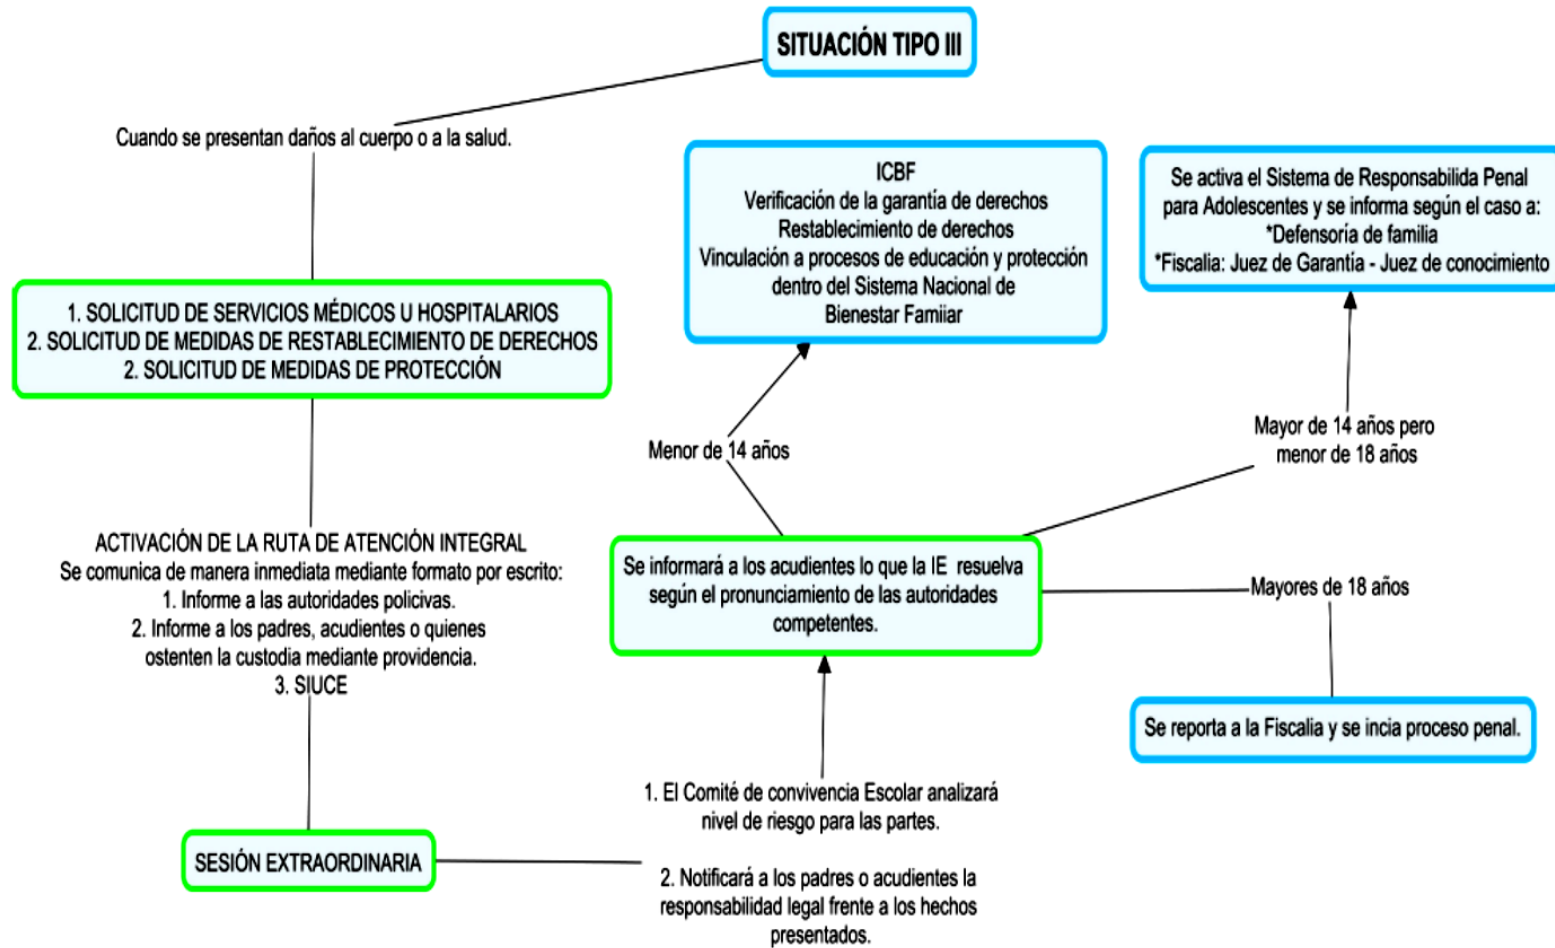 SITUACIÓN TIPO III
Cuando se presentan daños al cuerpo o a la salud.
1. SOLICITUD DE SERVICIOS MÉDICOS U HOSPITALARIOS
2. SOLICITUD DE MEDIDAS DE RESTABLECIMIENTO DE DERECHOS
2. SOLICITUD DE MEDIDAS DE PROTECCIÓN
ACTIVACIÓN DE LA RUTA DE ATENCIÓN INTEGRAL
Se comunica de manera inmediata mediante formato por escrito:
1. Informe a las autoridades policivas.
2. Informe a los padres, acudientes o quienes
ostenten la custodia mediante providencia.
3. SIUCE
SESIÓN EXTRAORDINARIA
1. El Comité de convivencia Escolar analizará
nivel de riesgo para las partes.
2. Notificará a los padres o acudientes la
responsabilidad legal frente a los hechos
presentados.
Se informará a los acudientes lo que la IE resuelva
según el pronunciamiento de las autoridades
competentes.
Menor de 14 años
ICBF
Verificación de la garantía de derechos
Restablecimiento de derechos
Vinculación a procesos de educación y protección
dentro del Sistema Nacional de
Bienestar Famiiar
Mayor de 14 años pero
menor de 18 años
Se activa el Sistema de Responsabilida Penal
para Adolescentes y se informa según el caso a:
*Defensoría de familia
*Fiscalia: Juez de Garantía - Juez de conocimiento
Mayores de 18 años
Se reporta a la Fiscalia y se incia proceso penal.